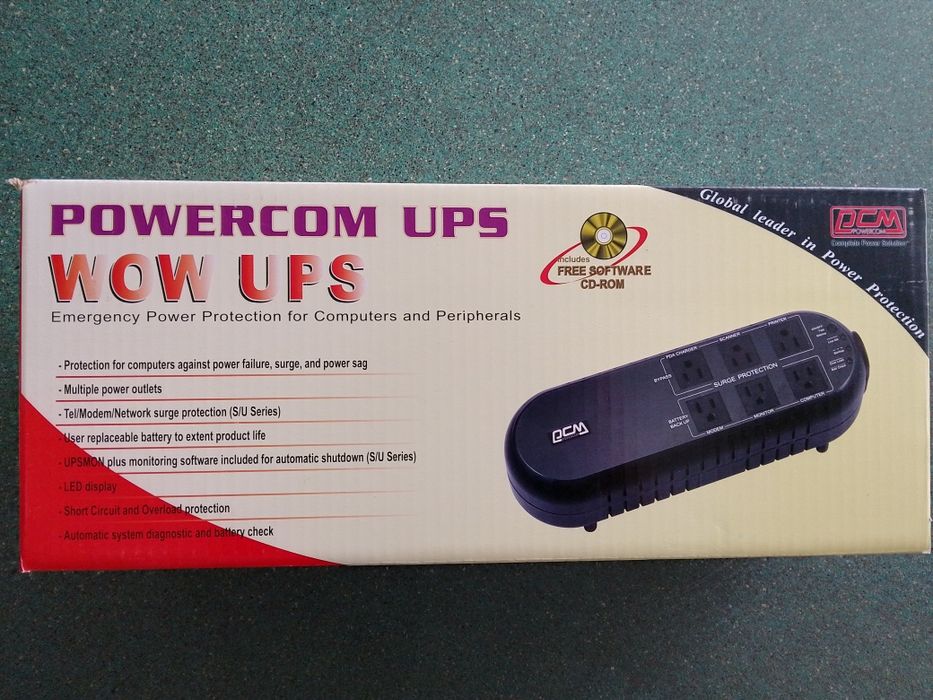 POWERCOM UPS
WOW UPS
Emergency Power Protection for Computers and Peripherals
includes
FREE SOFTWARE
CD-ROM
Global leader in Power Protection
PCM
POWERCOM
Complete Power Solution
- Protection for computers against power failure, surge, and power sag
- Multiple power outlets
- Tel/Modem/Network surge protection (S/U Series)
- User replaceable battery to extent product life
- UPSMON plus monitoring software included for automatic shutdown (S/U Series)
- LED display
- Short Circuit and Overload protection
- Automatic system diagnostic and battery check
PDA CHARGER
SCANNER
PRINTER
BYPASS
SURGE PROTECTION
BATTERY
BACK UP
MODEM
MONITOR
COMPUTER
PCM